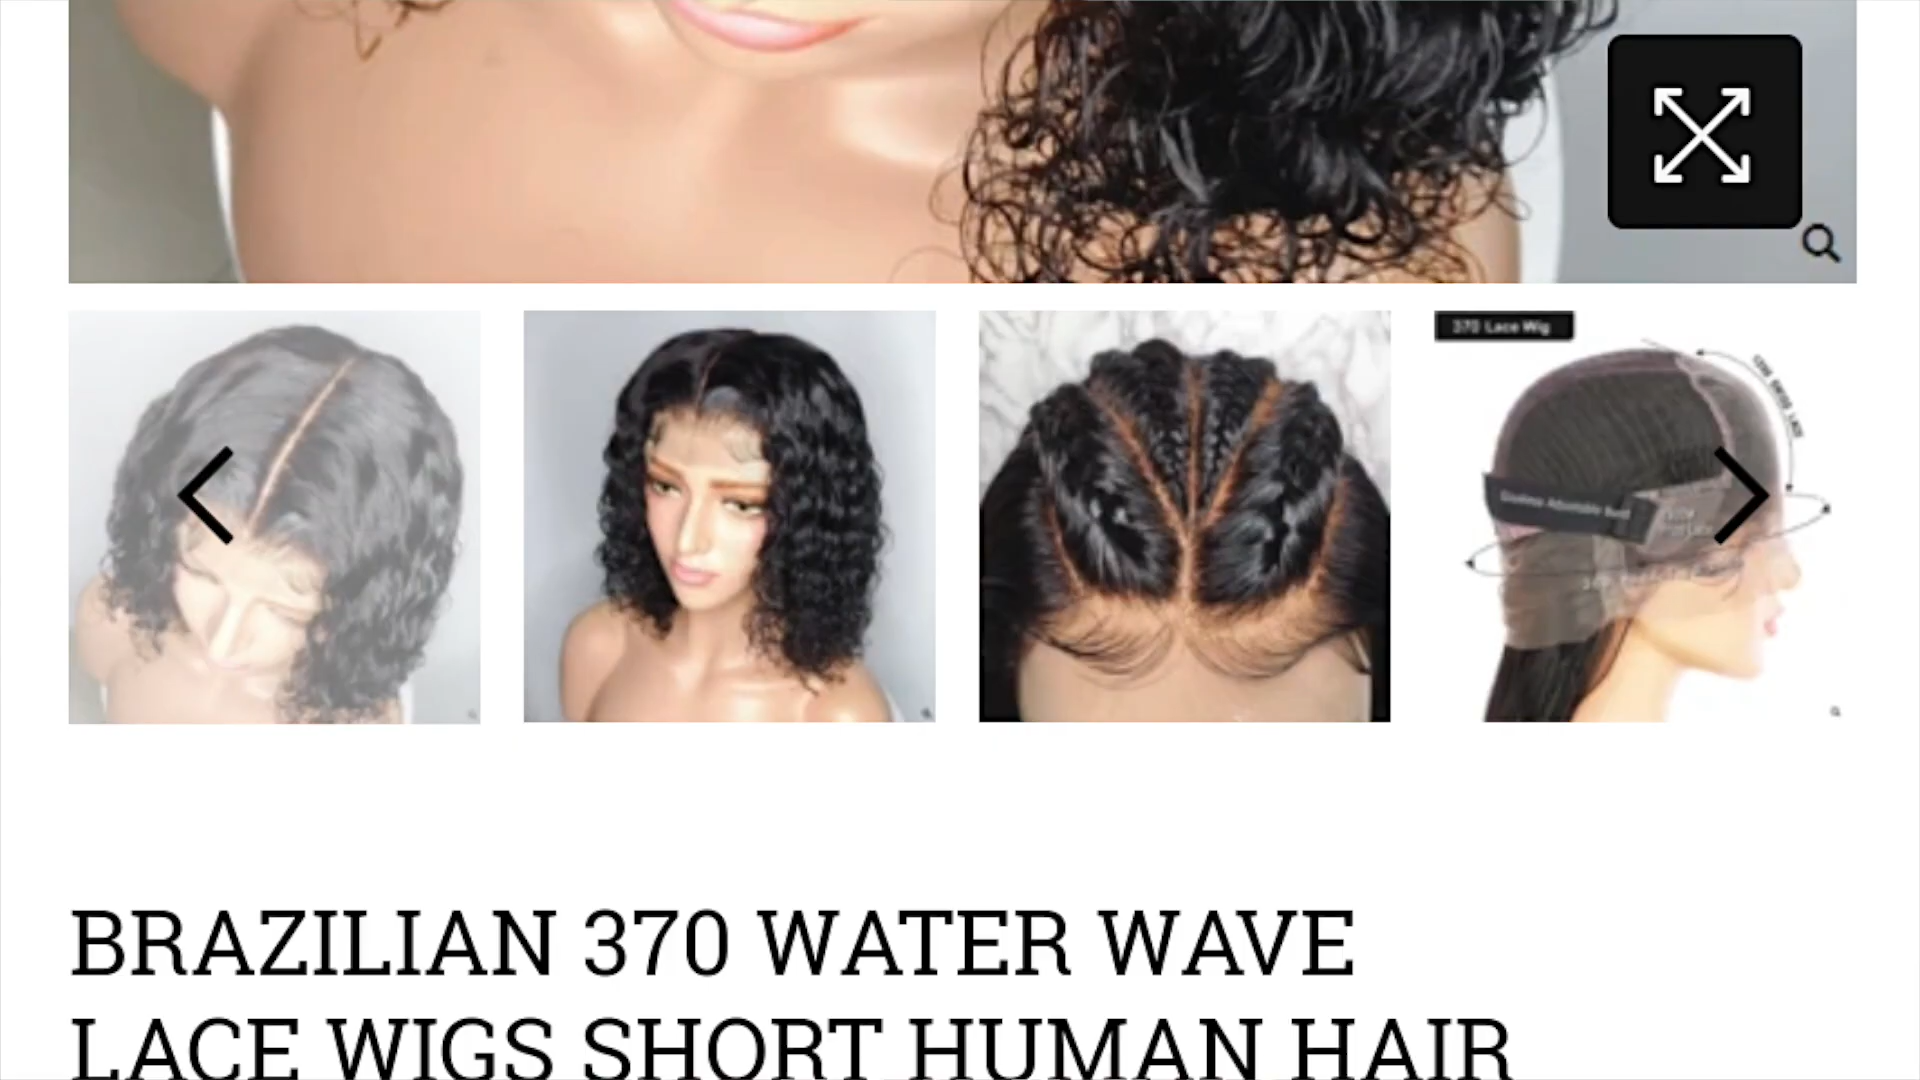 370 Lace Wig
BRAZILIAN 370 WATER WAVE
LACE WIGS SHORT HUMAN HAIR